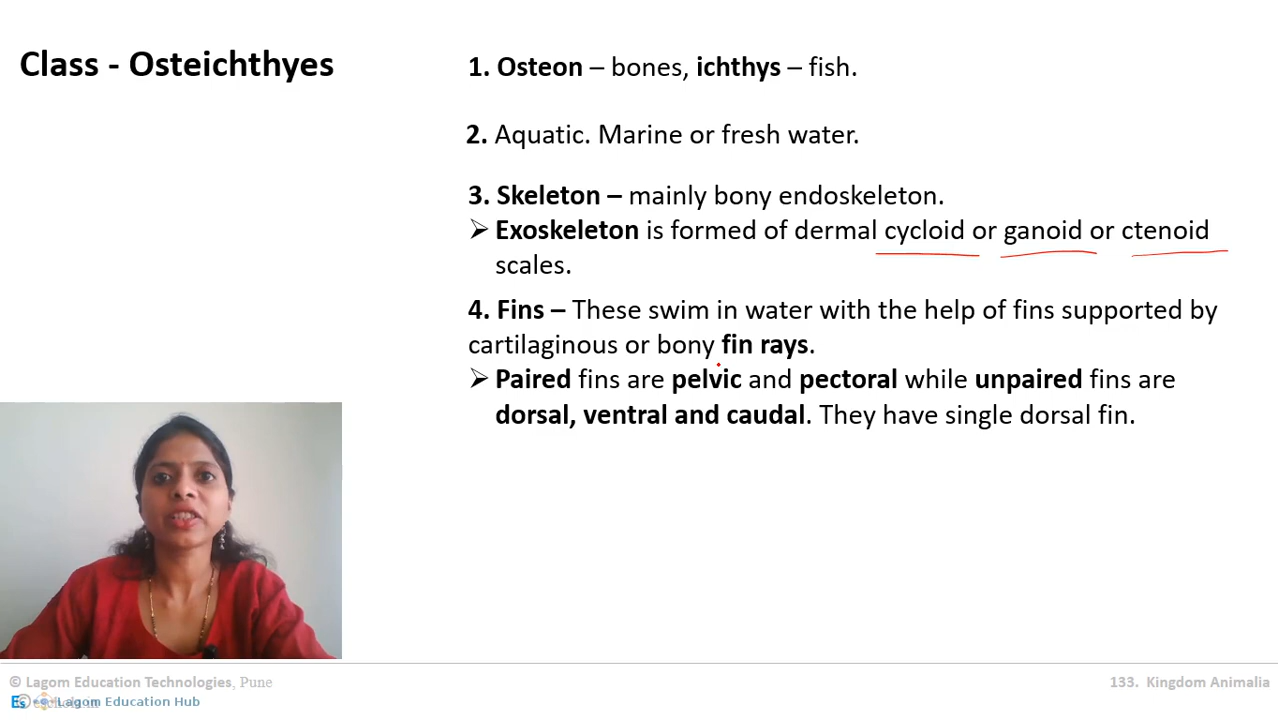 Class - Osteichthyes
1. Osteon – bones, ichthys – fish.
2. Aquatic. Marine or fresh water.
3. Skeleton – mainly bony endoskeleton.
➢ Exoskeleton is formed of dermal cycloid or ganoid or ctenoid
scales.
4. Fins – These swim in water with the help of fins supported by
cartilaginous or bony fin rays.
➢ Paired fins are pelvic and pectoral while unpaired fins are
dorsal, ventral and caudal. They have single dorsal fin.
© Lagom Education Technologies, Pune
133. Kingdom Animalia
Lagom Education Hub